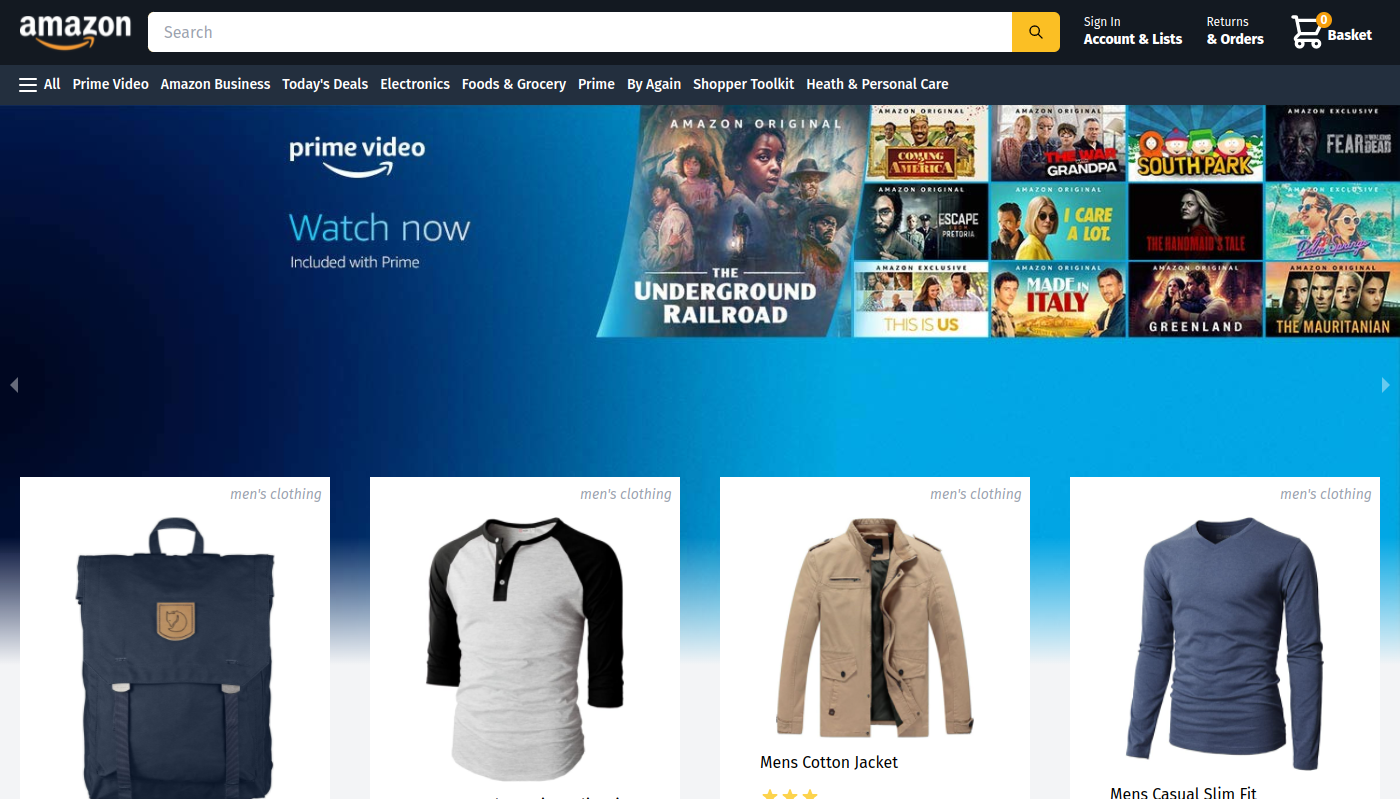 amazon
Search
Sign In
Account & Lists
Returns
& Orders
0
Basket
All Prime Video Amazon Business Today's Deals Electronics Foods & Grocery Prime By Again Shopper Toolkit Heath & Personal Care
prime video
Watch now
Included with Prime
AMAZON ORIGINAL
THE
UNDERGROUND
RAILROAD
AMAZON ORIGINAL
COMING
AMERICA
AMAZON ORIGINAL
THE WAR
GRANDPA
SOUTH PARK
AMAZON EXCLUSIVE
FEAR THE WALKING DEAD
AMAZON ORIGINAL
ESCAPE
FROM
PRETORIA
AMAZON ORIGINAL
I CARE
A LOT.
THE HANDMAID'S TALE
AMAZON EXCLUSIVE
Palm Springs
AMAZON EXCLUSIVE
THIS IS US
AMAZON ORIGINAL
MADE IN
ITALY
AMAZON ORIGINAL
GREENLAND
AMAZON ORIGINAL
THE MAURITANIAN
men's clothing
men's clothing
men's clothing
Mens Cotton Jacket
men's clothing
Mens Casual Slim Fit